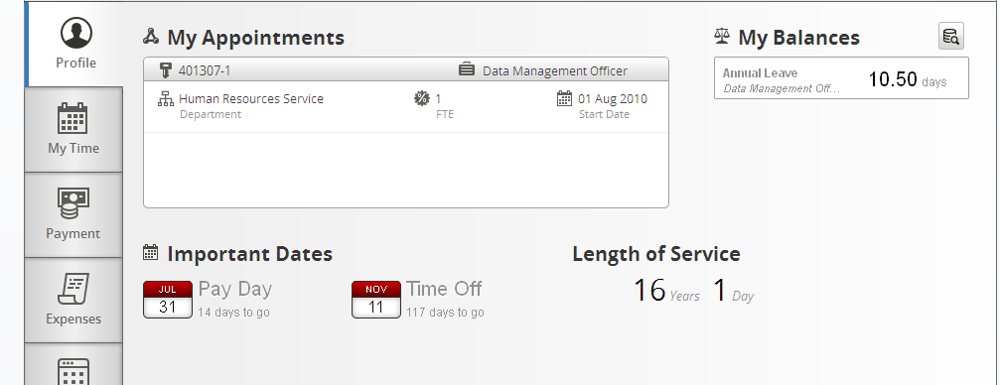 Profile
My Time
Payment
Expenses
My Appointments
401307-1 Data Management Officer
Human Resources Service 1 01 Aug 2010
Department FTE Start Date
My Balances
Annual Leave 10.50 days
Data Management Off...
Important Dates
JUL Pay Day
31 14 days to go
NOV Time Off
11 117 days to go
Length of Service
16 Years 1 Day